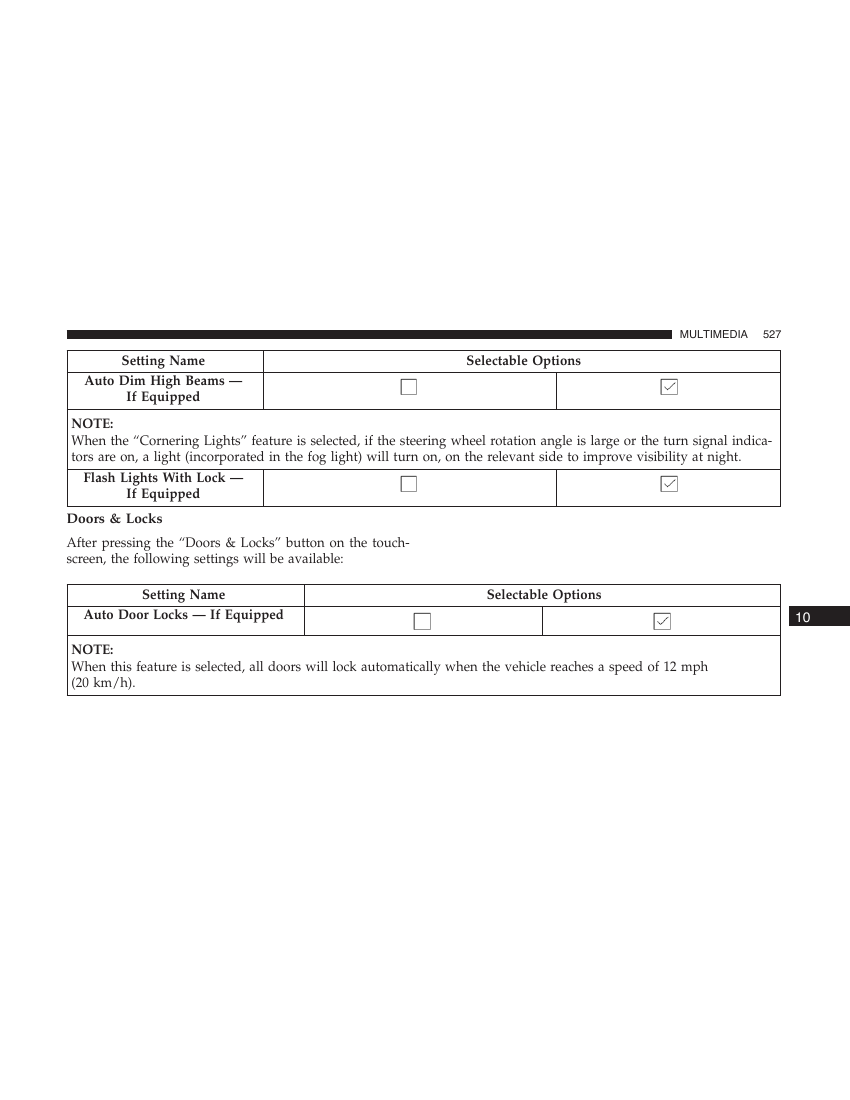 MULTIMEDIA 527
Setting Name Selectable Options
Auto Dim High Beams —
If Equipped
NOTE:
When the “Cornering Lights” feature is selected, if the steering wheel rotation angle is large or the turn signal indica-
tors are on, a light (incorporated in the fog light) will turn on, on the relevant side to improve visibility at night.
Flash Lights With Lock —
If Equipped
Doors & Locks
After pressing the “Doors & Locks” button on the touch-
screen, the following settings will be available:
Setting Name Selectable Options
Auto Door Locks — If Equipped
10
NOTE:
When this feature is selected, all doors will lock automatically when the vehicle reaches a speed of 12 mph
(20 km/h).